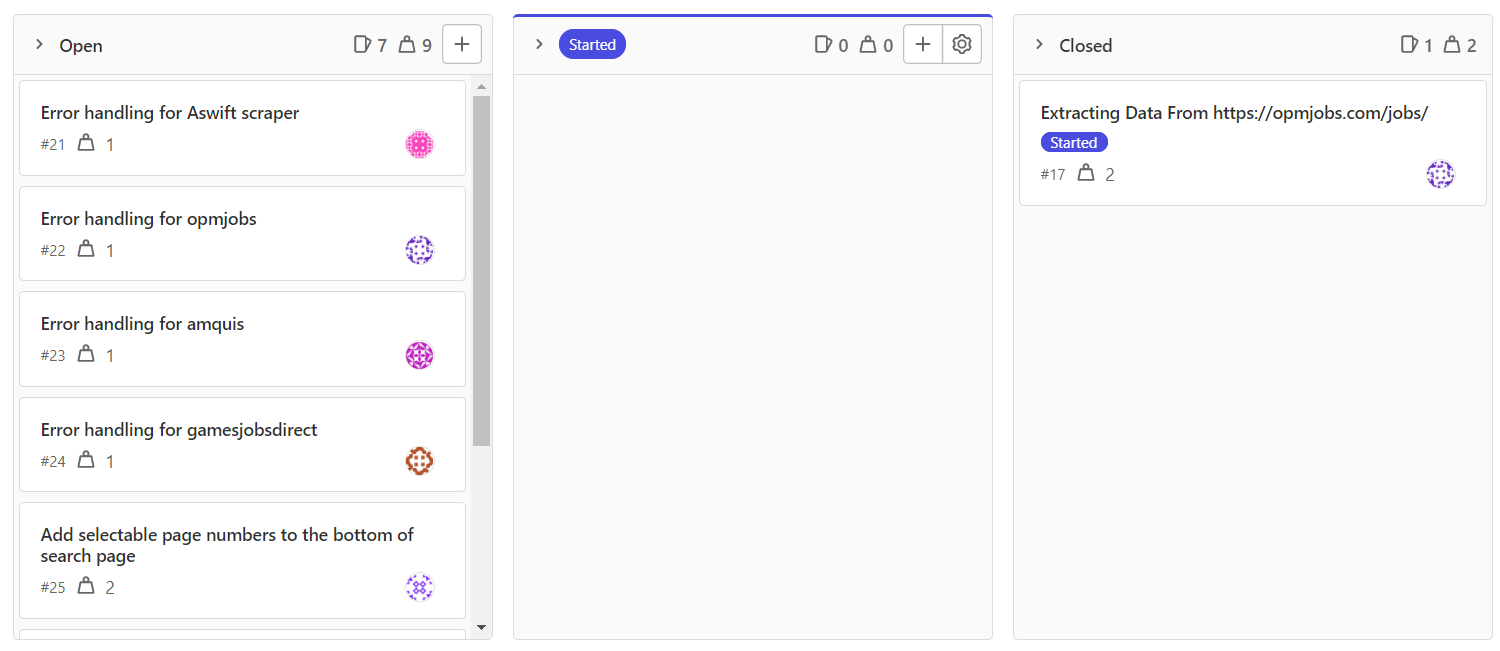 Open 7 9
Error handling for Aswift scraper
#21 1
Error handling for opmjobs
#22 1
Error handling for amquis
#23 1
Error handling for gamesjobsdirect
#24 1
Add selectable page numbers to the bottom of
search page
#25 2
Started 0 0
Closed 1 2
Extracting Data From https://opmjobs.com/jobs/
Started
#17 2